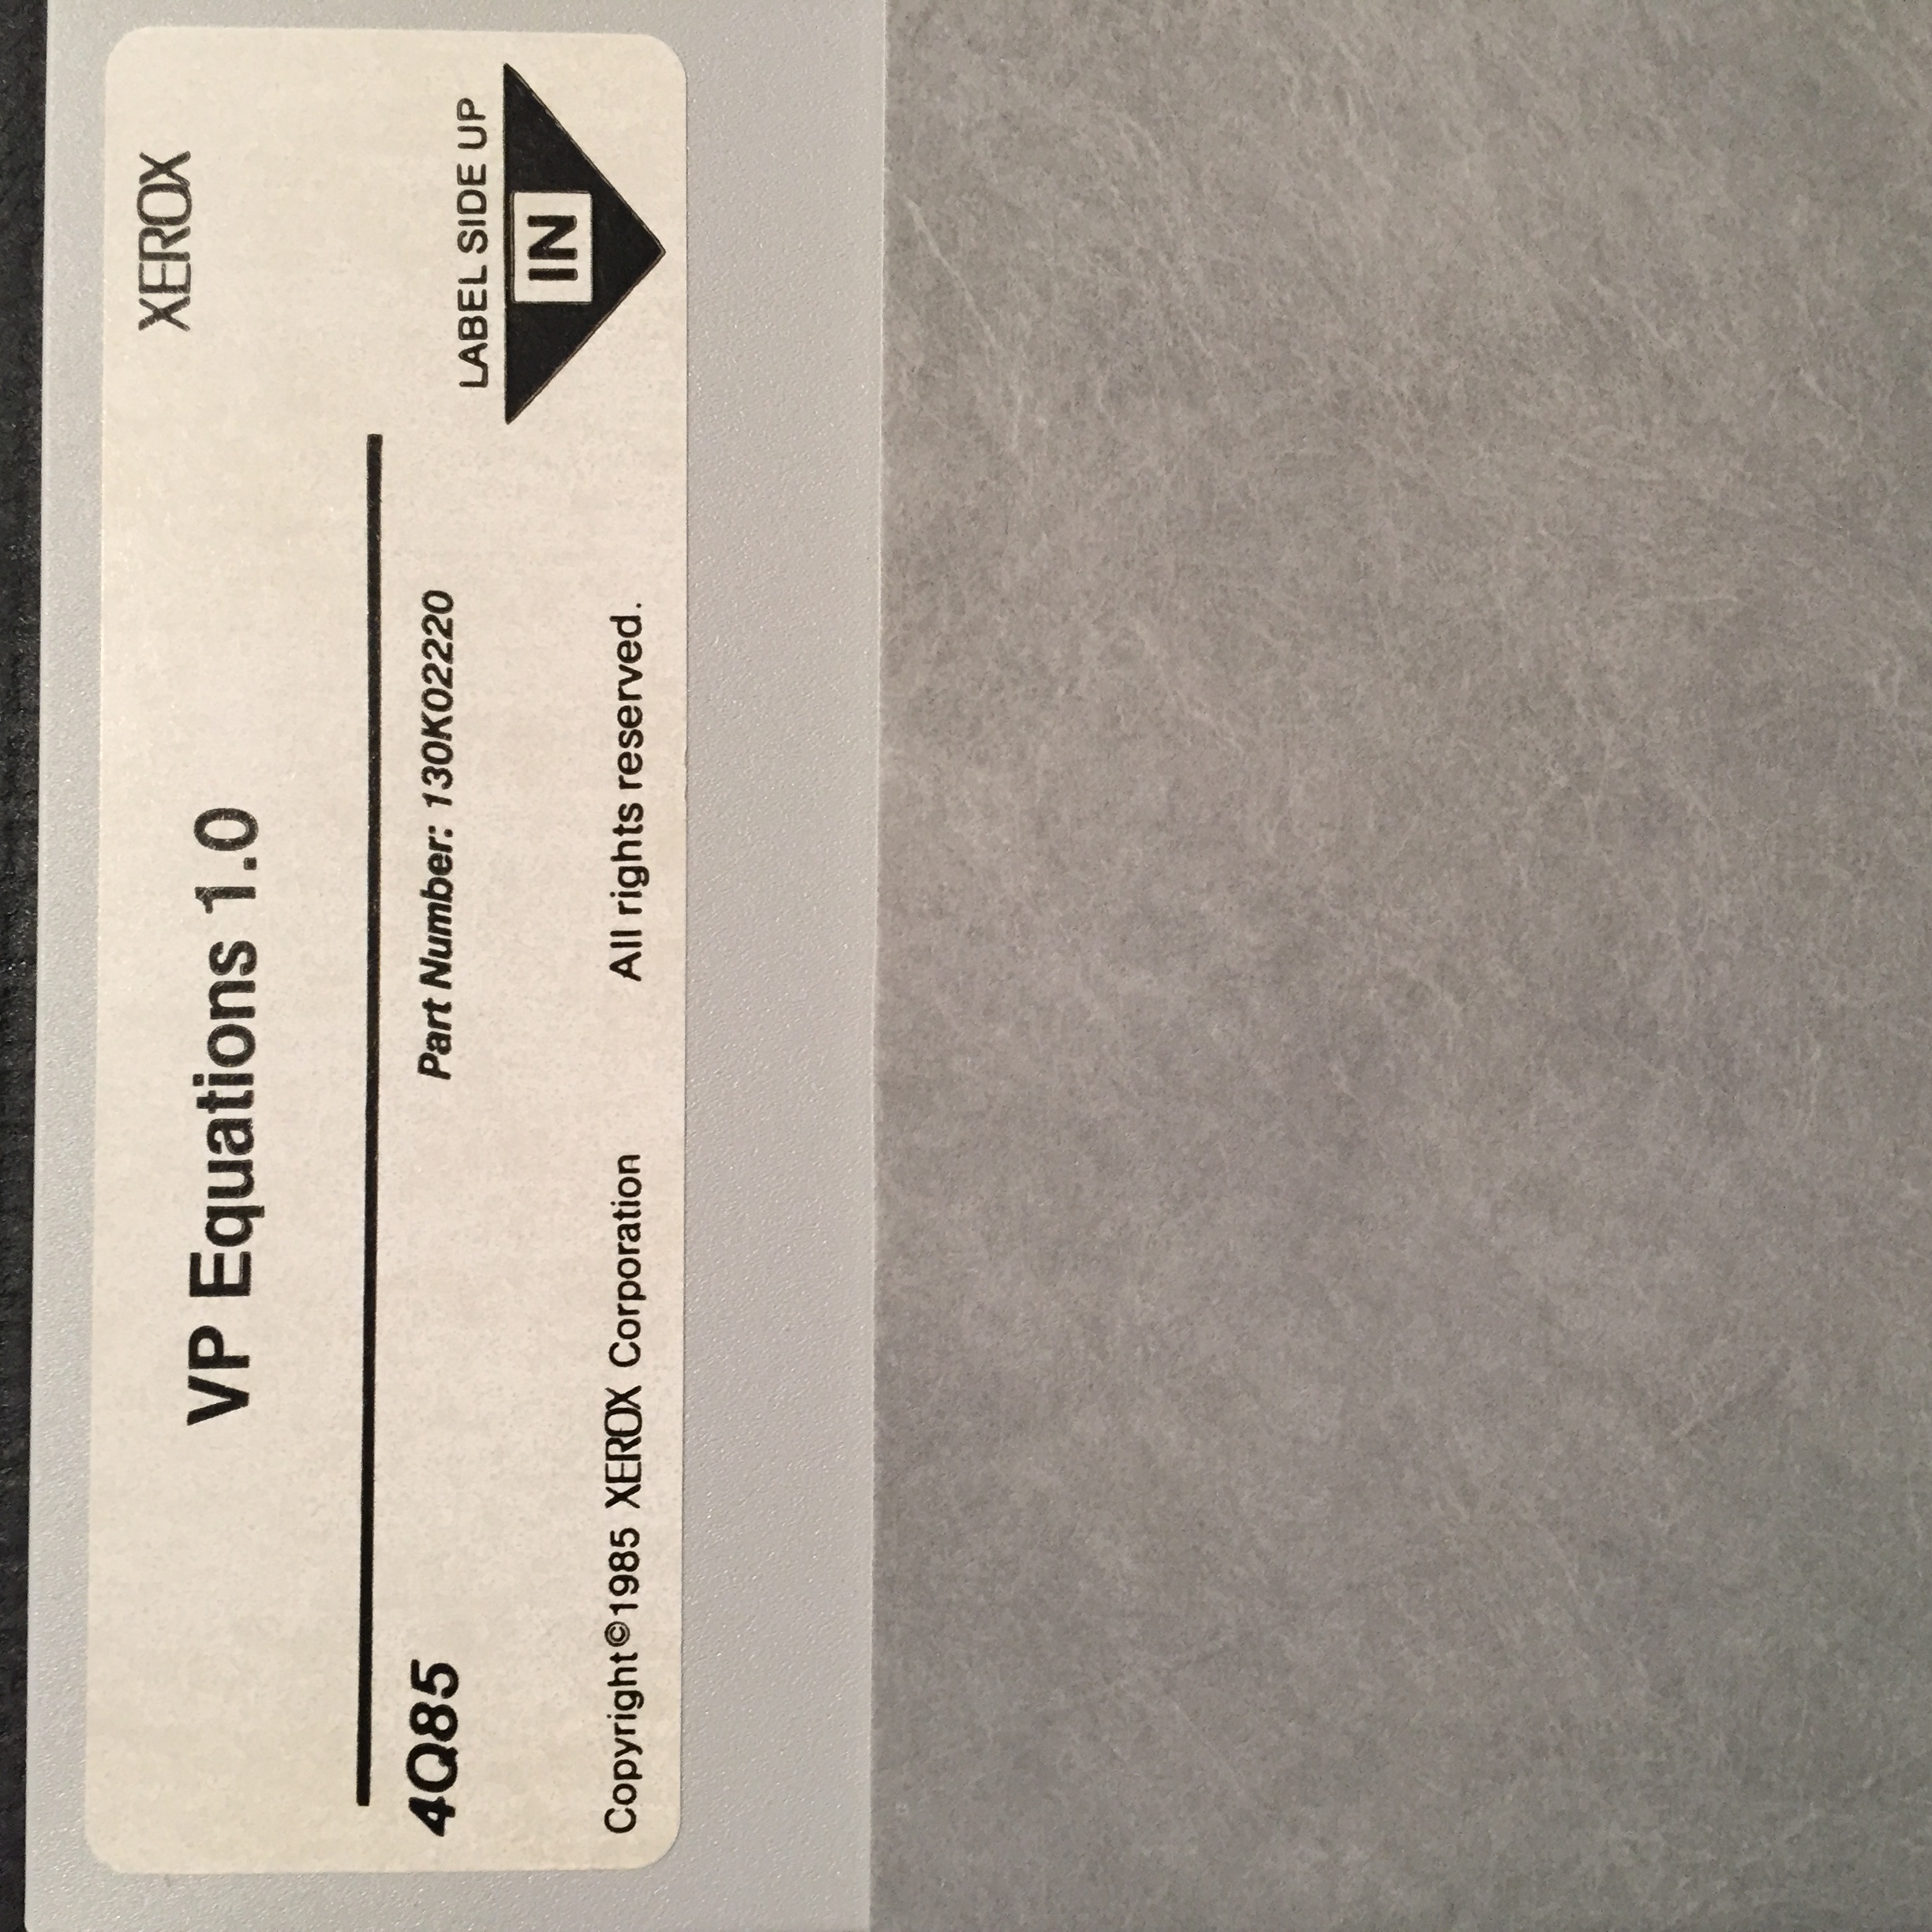 XEROX
VP Equations 1.0
4Q85
Part Number: 130K02220
LABEL SIDE UP
IN
Copyright©1985 XEROX Corporation All rights reserved.